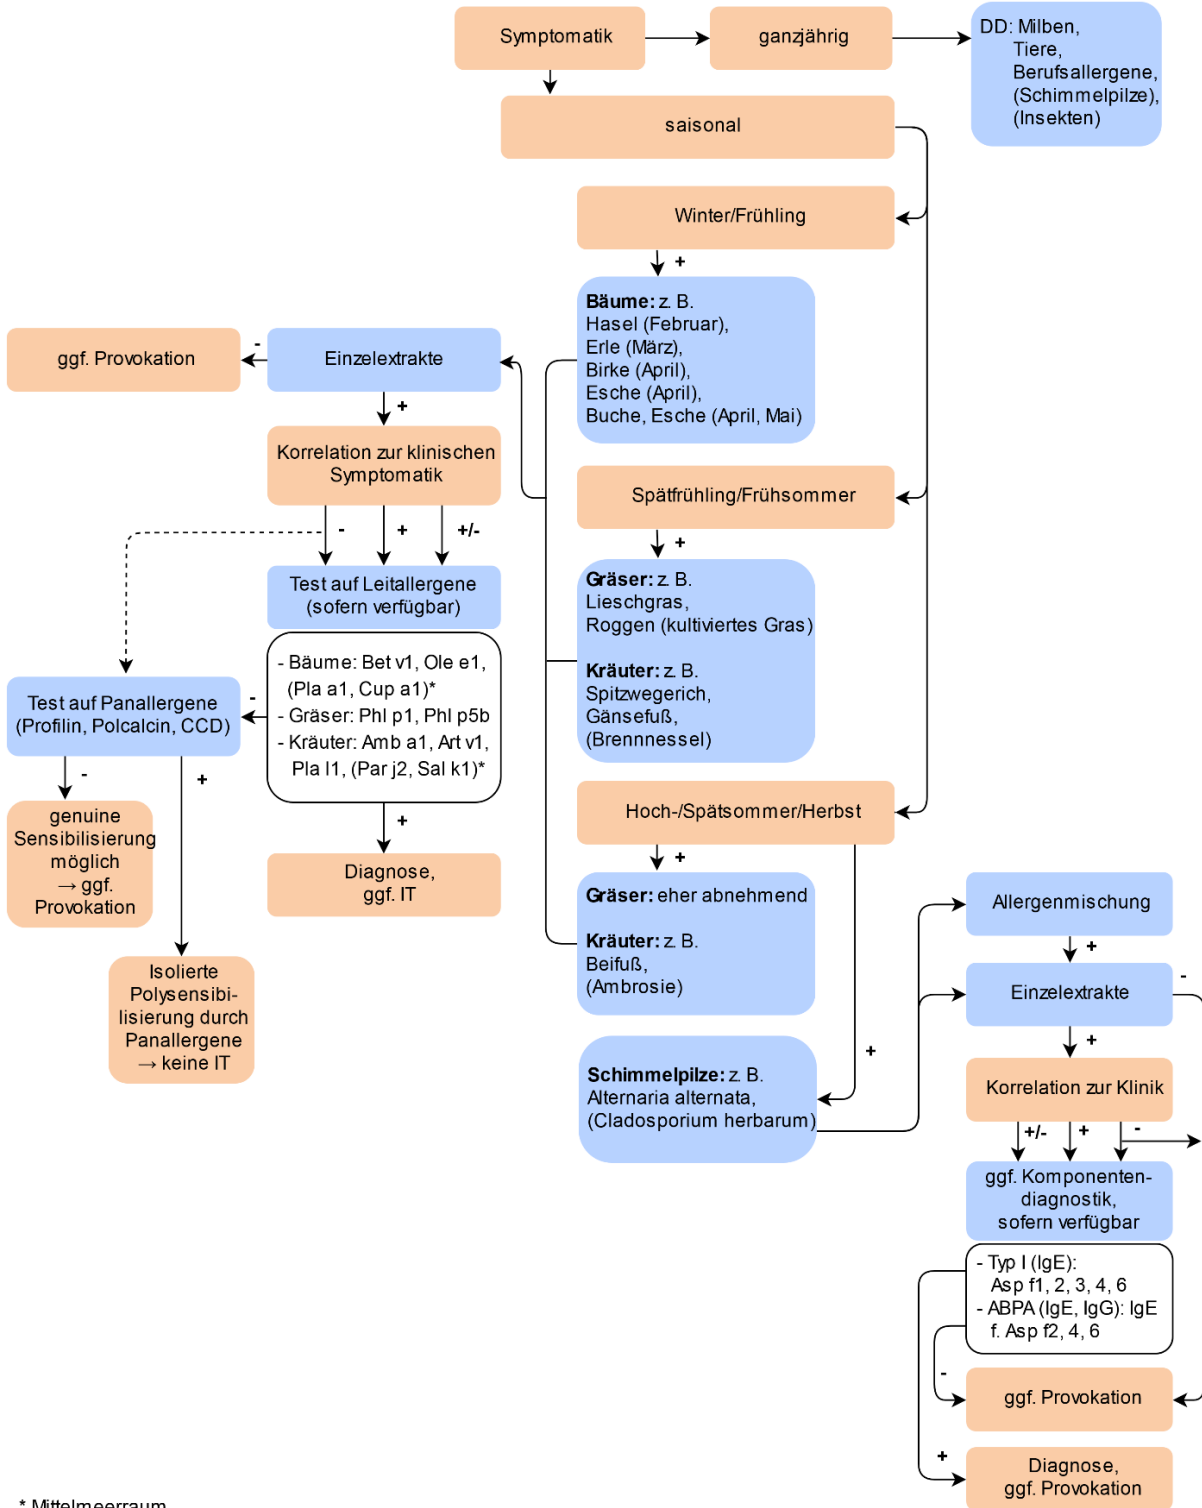 Symptomatik
ganzjährig
DD: Milben,
Tiere,
Berufsallergene,
(Schimmelpilze),
(Insekten)
saisonal
Winter/Frühling
+
Bäume: z. B.
Hasel (Februar),
Erle (März),
Birke (April),
Esche (April),
Buche, Esche (April, Mai)
ggf. Provokation
-
Einzelextrakte
+
Korrelation zur klinischen
Symptomatik
-
+
+/-
Test auf Leitallergene
(sofern verfügbar)
- Bäume: Bet v1, Ole e1,
(Pla a1, Cup a1)*
- Gräser: Phl p1, Phl p5b
- Kräuter: Amb a1, Art v1,
Pla l1, (Par j2, Sal k1)*
-
Test auf Panallergene
(Profilin, Polcalcin, CCD)
-
+
genuine
Sensibilisierung
möglich
→ ggf.
Provokation
Isolierte
Polysensibi-
lisierung durch
Panallergene
→ keine IT
+
Diagnose,
ggf. IT
Spätfrühling/Frühsommer
+
Gräser: z. B.
Lieschgras,
Roggen (kultiviertes Gras)
Kräuter: z. B.
Spitzwegerich,
Gänsefuß,
(Brennnessel)
Hoch-/Spätsommer/Herbst
+
Gräser: eher abnehmend
Kräuter: z. B.
Beifuß,
(Ambrosie)
+
Schimmelpilze: z. B.
Alternaria alternata,
(Cladosporium herbarum)
Allergenmischung
+
Einzelextrakte
-
+
Korrelation zur Klinik
+/-
+
-
ggf. Komponenten-
diagnostik,
sofern verfügbar
- Typ I (IgE):
Asp f1, 2, 3, 4, 6
- ABPA (IgE, IgG): IgE
f. Asp f2, 4, 6
-
ggf. Provokation
+
Diagnose,
ggf. Provokation
* Mittelmeerraum